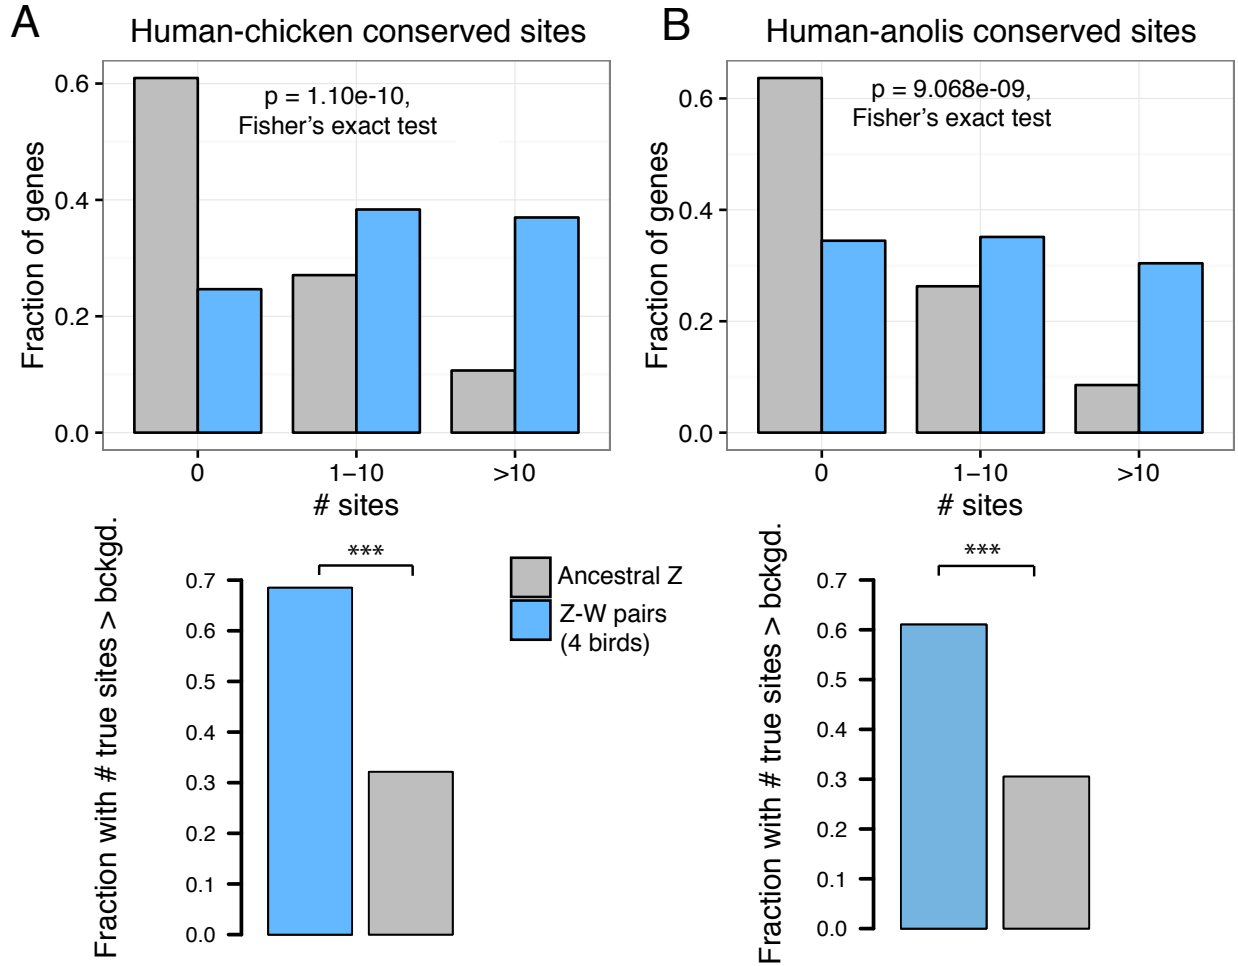 A
Human-chicken conserved sites
p = 1.10e-10,
Fisher's exact test
Fraction of genes
0.6
0.4
0.2
0.0
0
1–10
>10
# sites
B
Human-anolis conserved sites
p = 9.068e-09,
Fisher's exact test
Fraction of genes
0.6
0.4
0.2
0.0
0
1–10
>10
# sites
Fraction with # true sites > bckgd.
***
0.7
0.6
0.5
0.4
0.3
0.2
0.1
0.0
Ancestral Z
Z-W pairs
(4 birds)
Fraction with # true sites > bckgd.
***
0.7
0.6
0.5
0.4
0.3
0.2
0.1
0.0